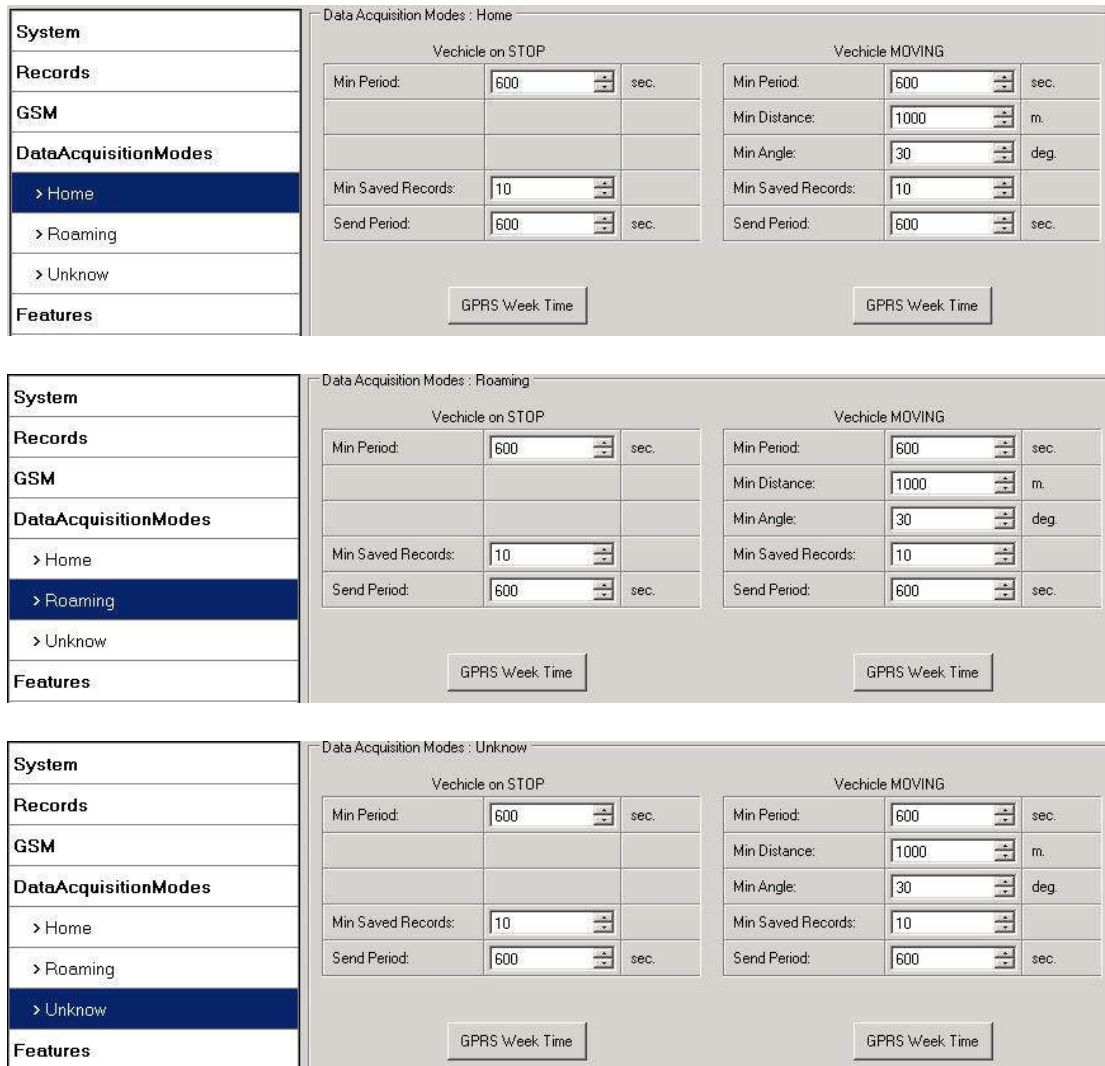 System
Records
GSM
DataAcquisitionModes
> Home
> Roaming
> Unknow
Features
Data Acquisition Modes : Home
Vechicle on STOP
Min Period: 600 sec.
Min Saved Records: 10
Send Period: 600 sec.
GPRS Week Time
Vechicle MOVING
Min Period: 600 sec.
Min Distance: 1000 m.
Min Angle: 30 deg.
Min Saved Records: 10
Send Period: 600 sec.
GPRS Week Time
System
Records
GSM
DataAcquisitionModes
> Home
> Roaming
> Unknow
Features
Data Acquisition Modes : Roaming
Vechicle on STOP
Min Period: 600 sec.
Min Saved Records: 10
Send Period: 600 sec.
GPRS Week Time
Vechicle MOVING
Min Period: 600 sec.
Min Distance: 1000 m.
Min Angle: 30 deg.
Min Saved Records: 10
Send Period: 600 sec.
GPRS Week Time
System
Records
GSM
DataAcquisitionModes
> Home
> Roaming
> Unknow
Features
Data Acquisition Modes : Unknow
Vechicle on STOP
Min Period: 600 sec.
Min Saved Records: 10
Send Period: 600 sec.
GPRS Week Time
Vechicle MOVING
Min Period: 600 sec.
Min Distance: 1000 m.
Min Angle: 30 deg.
Min Saved Records: 10
Send Period: 600 sec.
GPRS Week Time